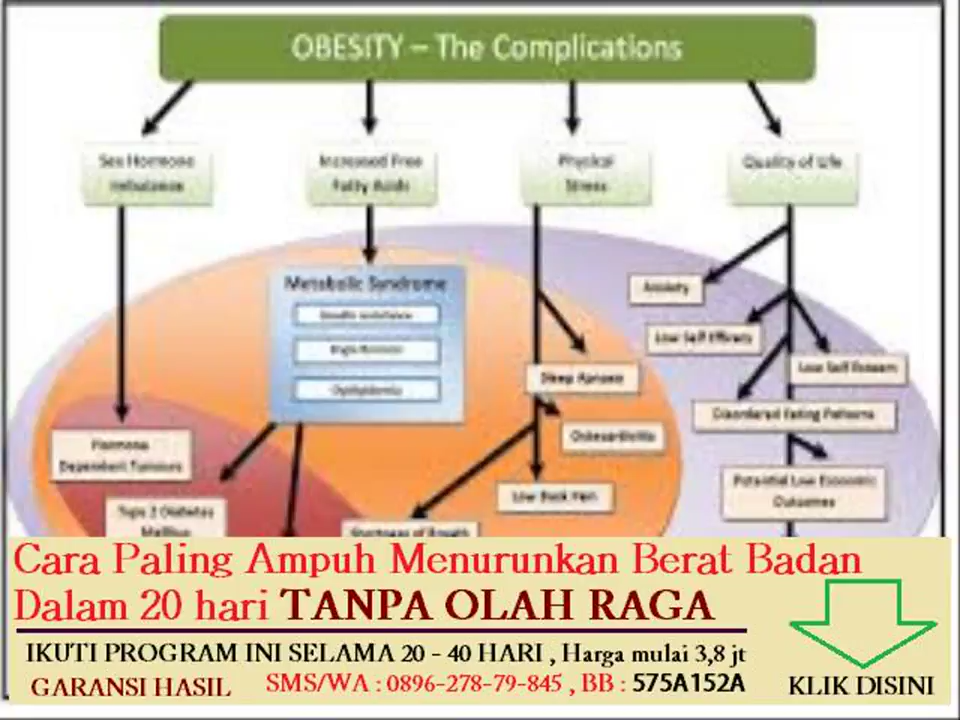 OBESITY – The Complications
Sex Hormone
Imbalance
Increased Free
Fatty Acids
Physical
Stress
Quality of Life
Metabolic Syndrome
Anxiety
Low Self Efficacy
Low Self Esteem
Sleep Apnoea
Disordered Eating Patterns
Osteoarthritis
Hormone
Dependent Tumours
Low Back Pain
Potential Low Economic
Outcomes
Type 2 Diabetes
Mellitus
Shortness of Breath
Cara Paling Ampuh Menurunkan Berat Badan
Dalam 20 hari TANPA OLAH RAGA
IKUTI PROGRAM INI SELAMA 20 - 40 HARI , Harga mulai 3,8 jt
GARANSI HASIL SMS/WA : 0896-278-79-845 , BB : 575A152A
KLIK DISINI